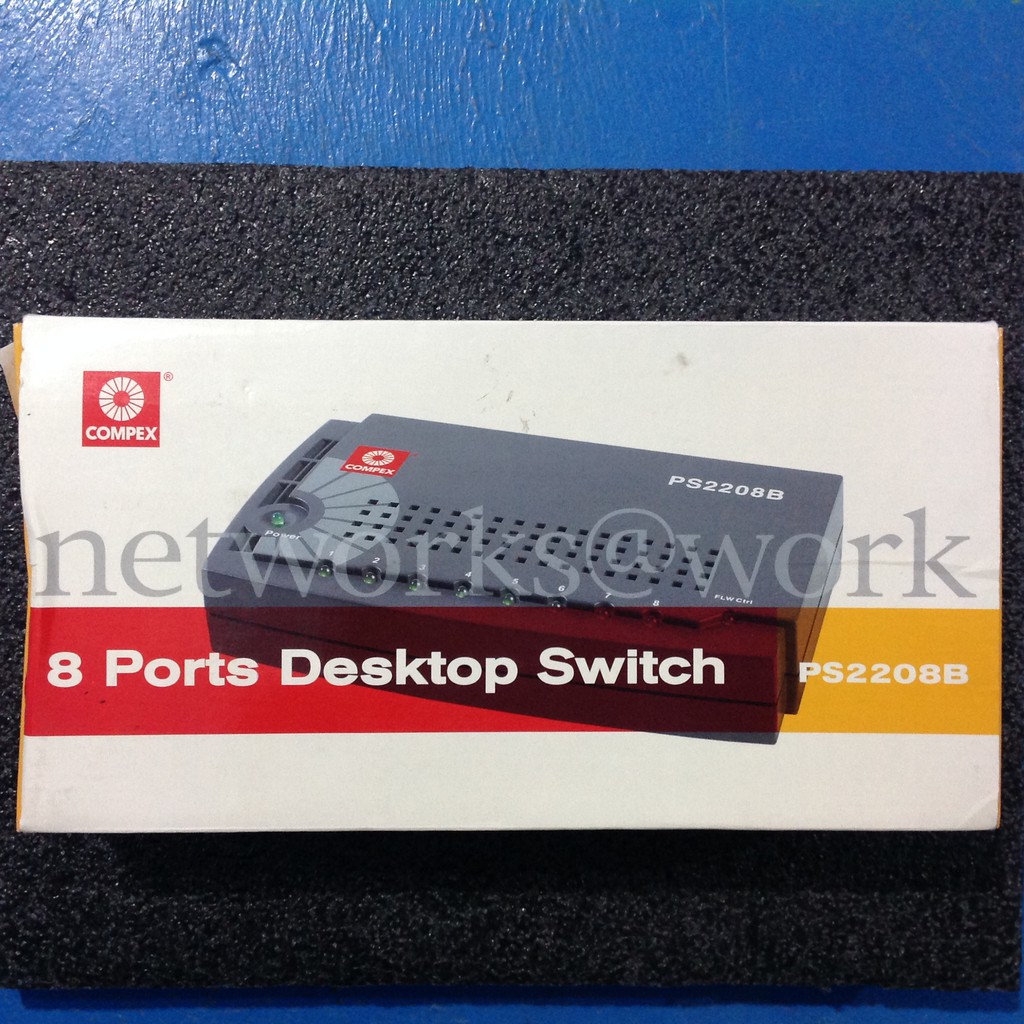 COMPEX®
COMPEX
PS2208B
Power
1 2 3 4 5 6 7 8 FLW Ctrl
networks@work
8 Ports Desktop Switch
PS2208B